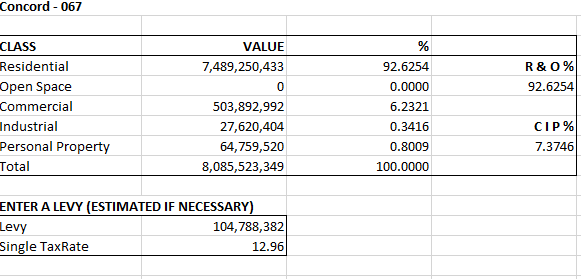 Concord - 067
CLASS VALUE %
Residential 7,489,250,433 92.6254 R & O %
Open Space 0 0.0000 92.6254
Commercial 503,892,992 6.2321
Industrial 27,620,404 0.3416 C I P %
Personal Property 64,759,520 0.8009 7.3746
Total 8,085,523,349 100.0000
ENTER A LEVY (ESTIMATED IF NECESSARY)
Levy 104,788,382
Single TaxRate 12.96